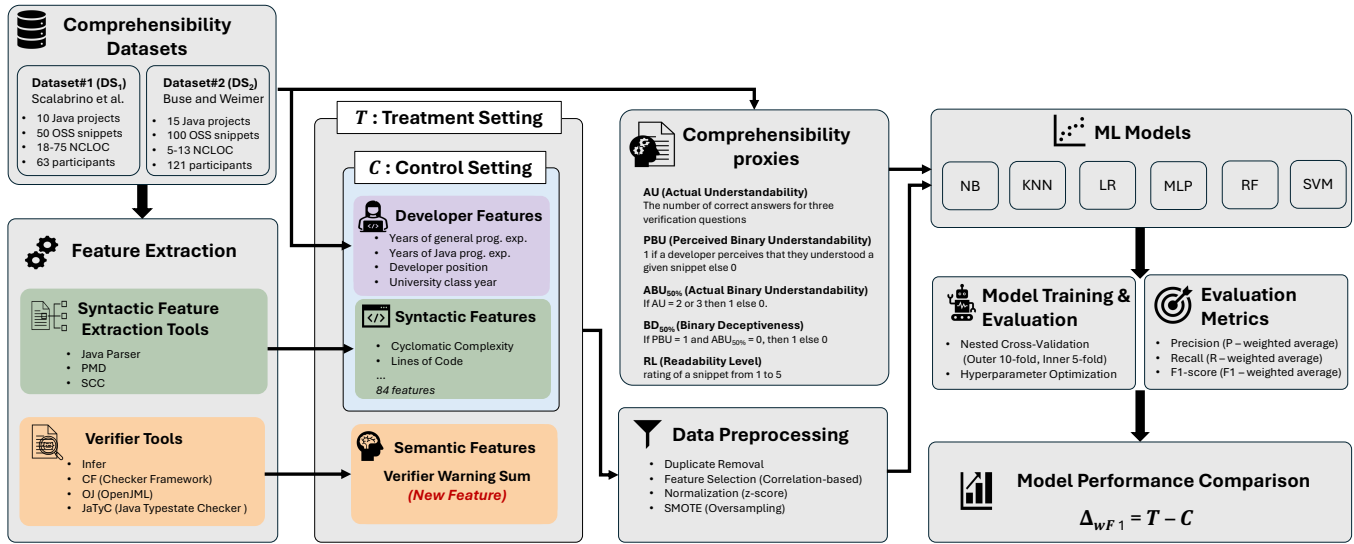 Comprehensibility
Datasets
Dataset#1 (DS₁)
Scalabrino et al.
• 10 Java projects
• 50 OSS snippets
• 18-75 NCLOC
• 63 participants
Dataset#2 (DS₂)
Buse and Weimer
• 15 Java projects
• 100 OSS snippets
• 5-13 NCLOC
• 121 participants
Feature Extraction
Syntactic Feature
Extraction Tools
• Java Parser
• PMD
• SCC
Verifier Tools
• Infer
• CF (Checker Framework)
• OJ (OpenJML)
• JaTyC (Java Typestate Checker )
T : Treatment Setting
C : Control Setting
Developer Features
• Years of general prog. exp.
• Years of Java prog. exp.
• Developer position
• University class year
Syntactic Features
• Cyclomatic Complexity
• Lines of Code
...
84 features
Semantic Features
Verifier Warning Sum
(New Feature)
Comprehensibility
proxies
AU (Actual Understandability)
The number of correct answers for three
verification questions
PBU (Perceived Binary Understandability)
1 if a developer perceives that they understood a
given snippet else 0
ABU₅₀% (Actual Binary Understandability)
If AU = 2 or 3 then 1 else 0.
BD₅₀% (Binary Deceptiveness)
If PBU = 1 and ABU₅₀% = 0, then 1 else 0
RL (Readability Level)
rating of a snippet from 1 to 5
Data Preprocessing
• Duplicate Removal
• Feature Selection (Correlation-based)
• Normalization (z-score)
• SMOTE (Oversampling)
ML Models
NB KNN LR MLP RF SVM
Model Training &
Evaluation
• Nested Cross-Validation
(Outer 10-fold, Inner 5-fold)
• Hyperparameter Optimization
Evaluation
Metrics
• Precision (P – weighted average)
• Recall (R – weighted average)
• F1-score (F1 – weighted average)
Model Performance Comparison
Δ_wF1 = T − C